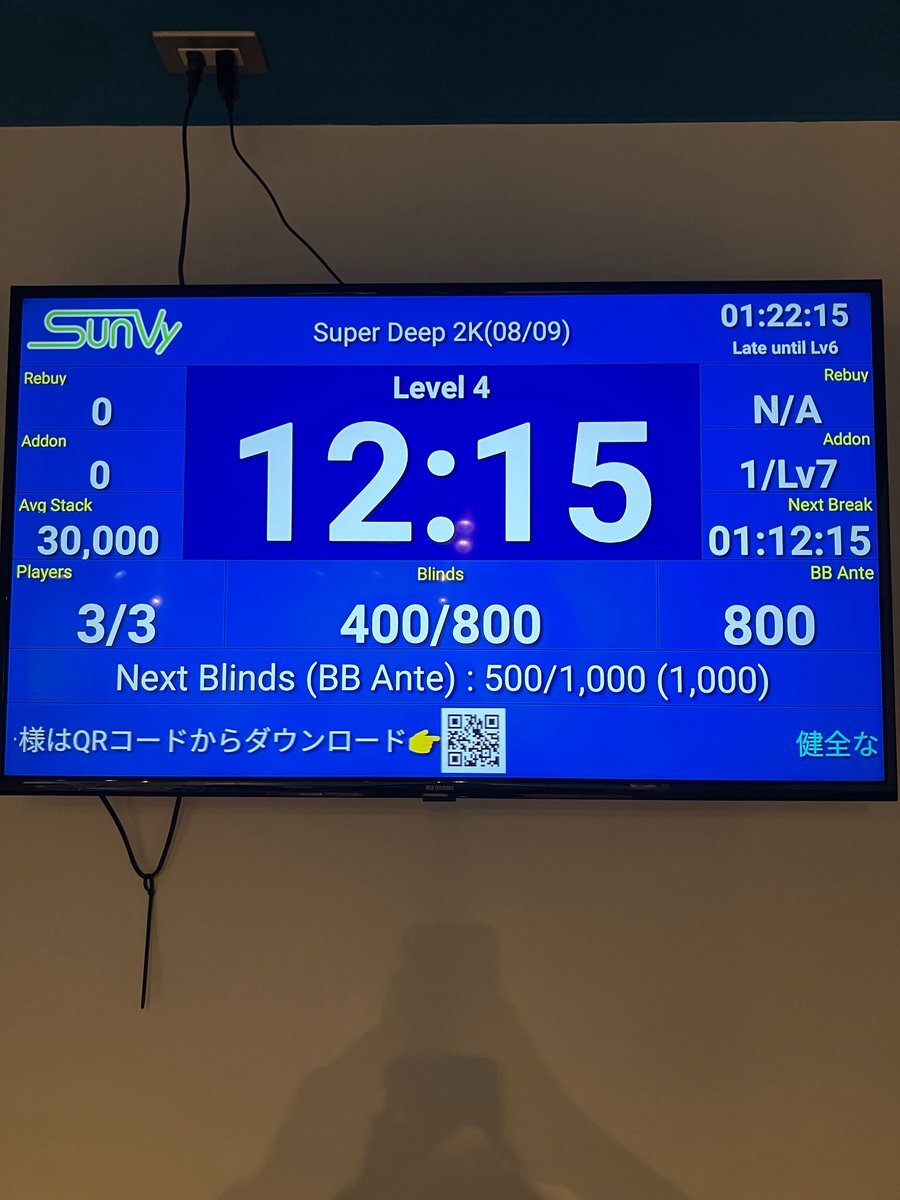 SunVy
Super Deep 2K(08/09)
01:22:15
Late until Lv6
Rebuy
0
Addon
0
Avg Stack
30,000
Level 4
12:15
Rebuy
N/A
Addon
1/Lv7
Next Break
01:12:15
Players
3/3
Blinds
400/800
BB Ante
800
Next Blinds (BB Ante) : 500/1,000 (1,000)
様はQRコードからダウンロード👉
健全な